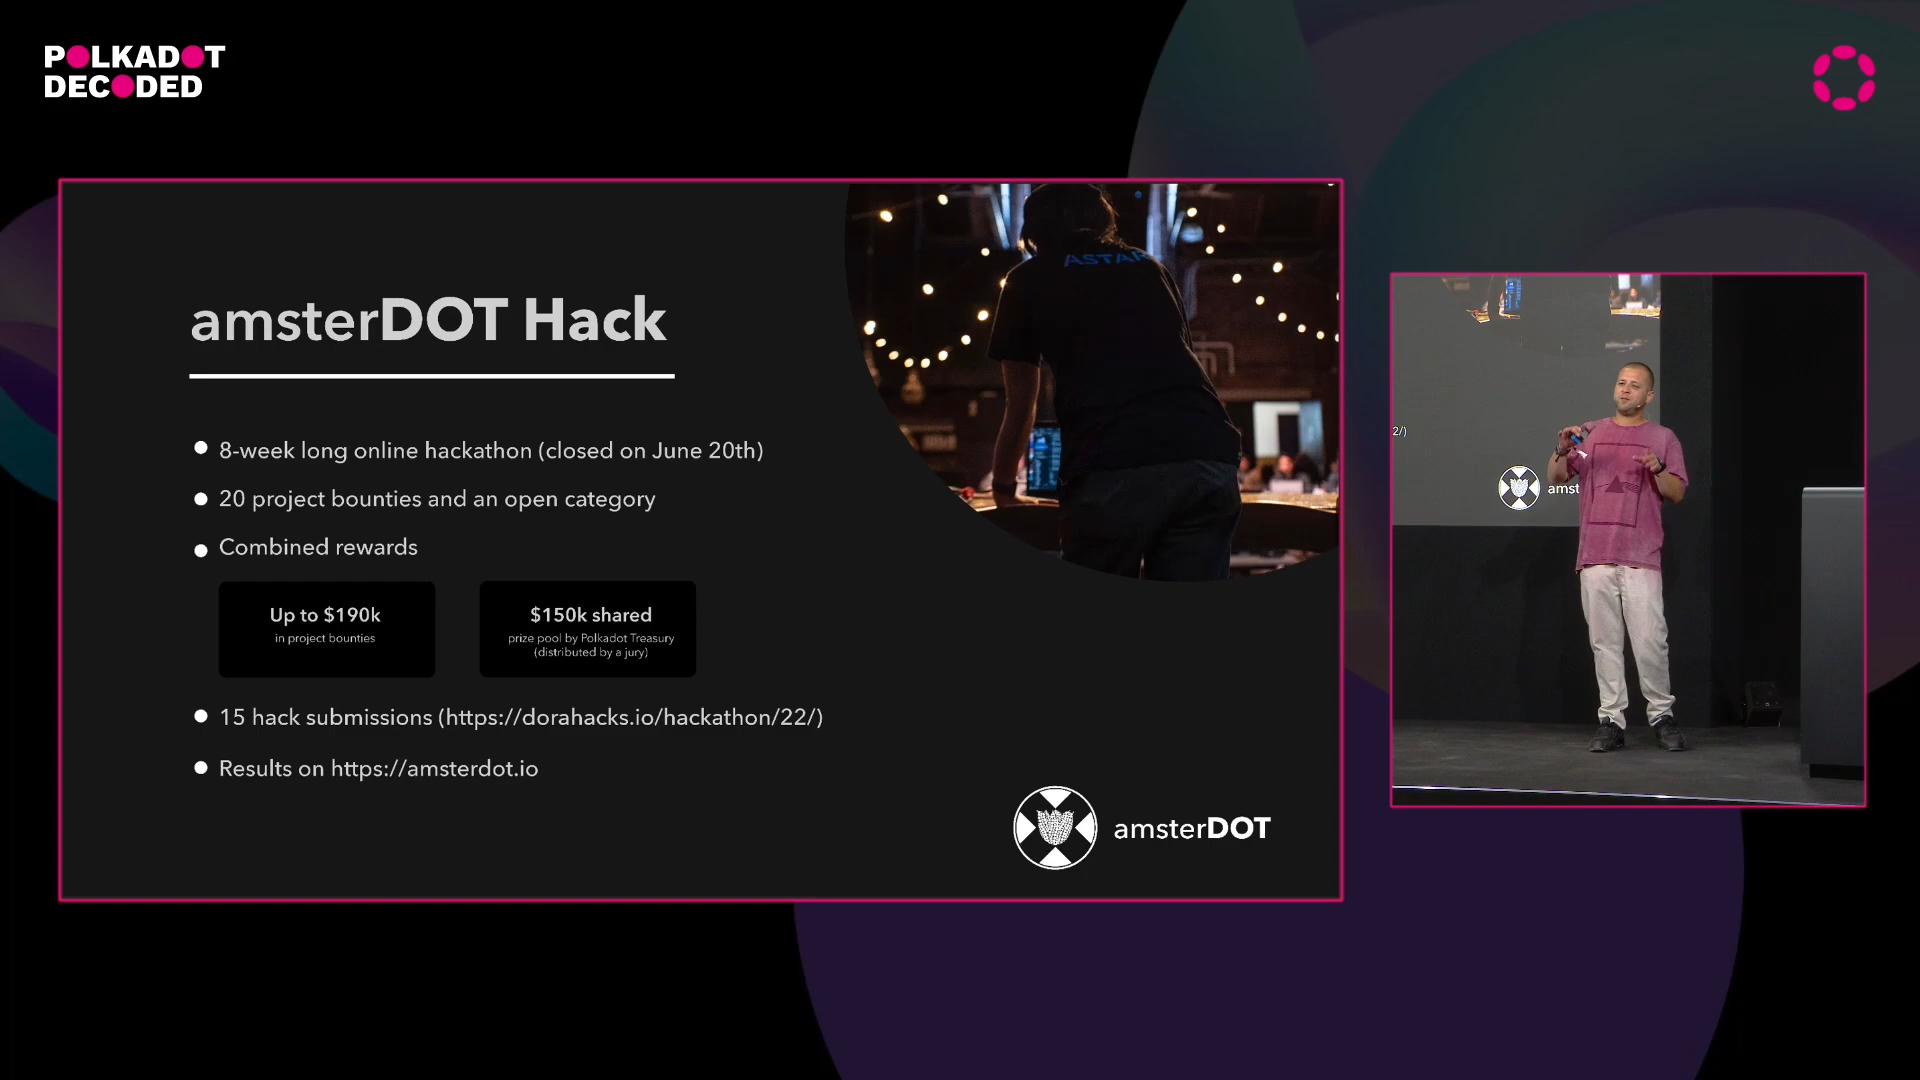 POLKADOT
DECODED
ASTAR
amsterDOT Hack
8-week long online hackathon (closed on June 20th)
20 project bounties and an open category
Combined rewards
Up to $190k
in project bounties
$150k shared
prize pool by Polkadot Treasury
(distributed by a jury)
15 hack submissions (https://dorahacks.io/hackathon/22/)
Results on https://amsterdot.io
amsterDOT
2/)
amst